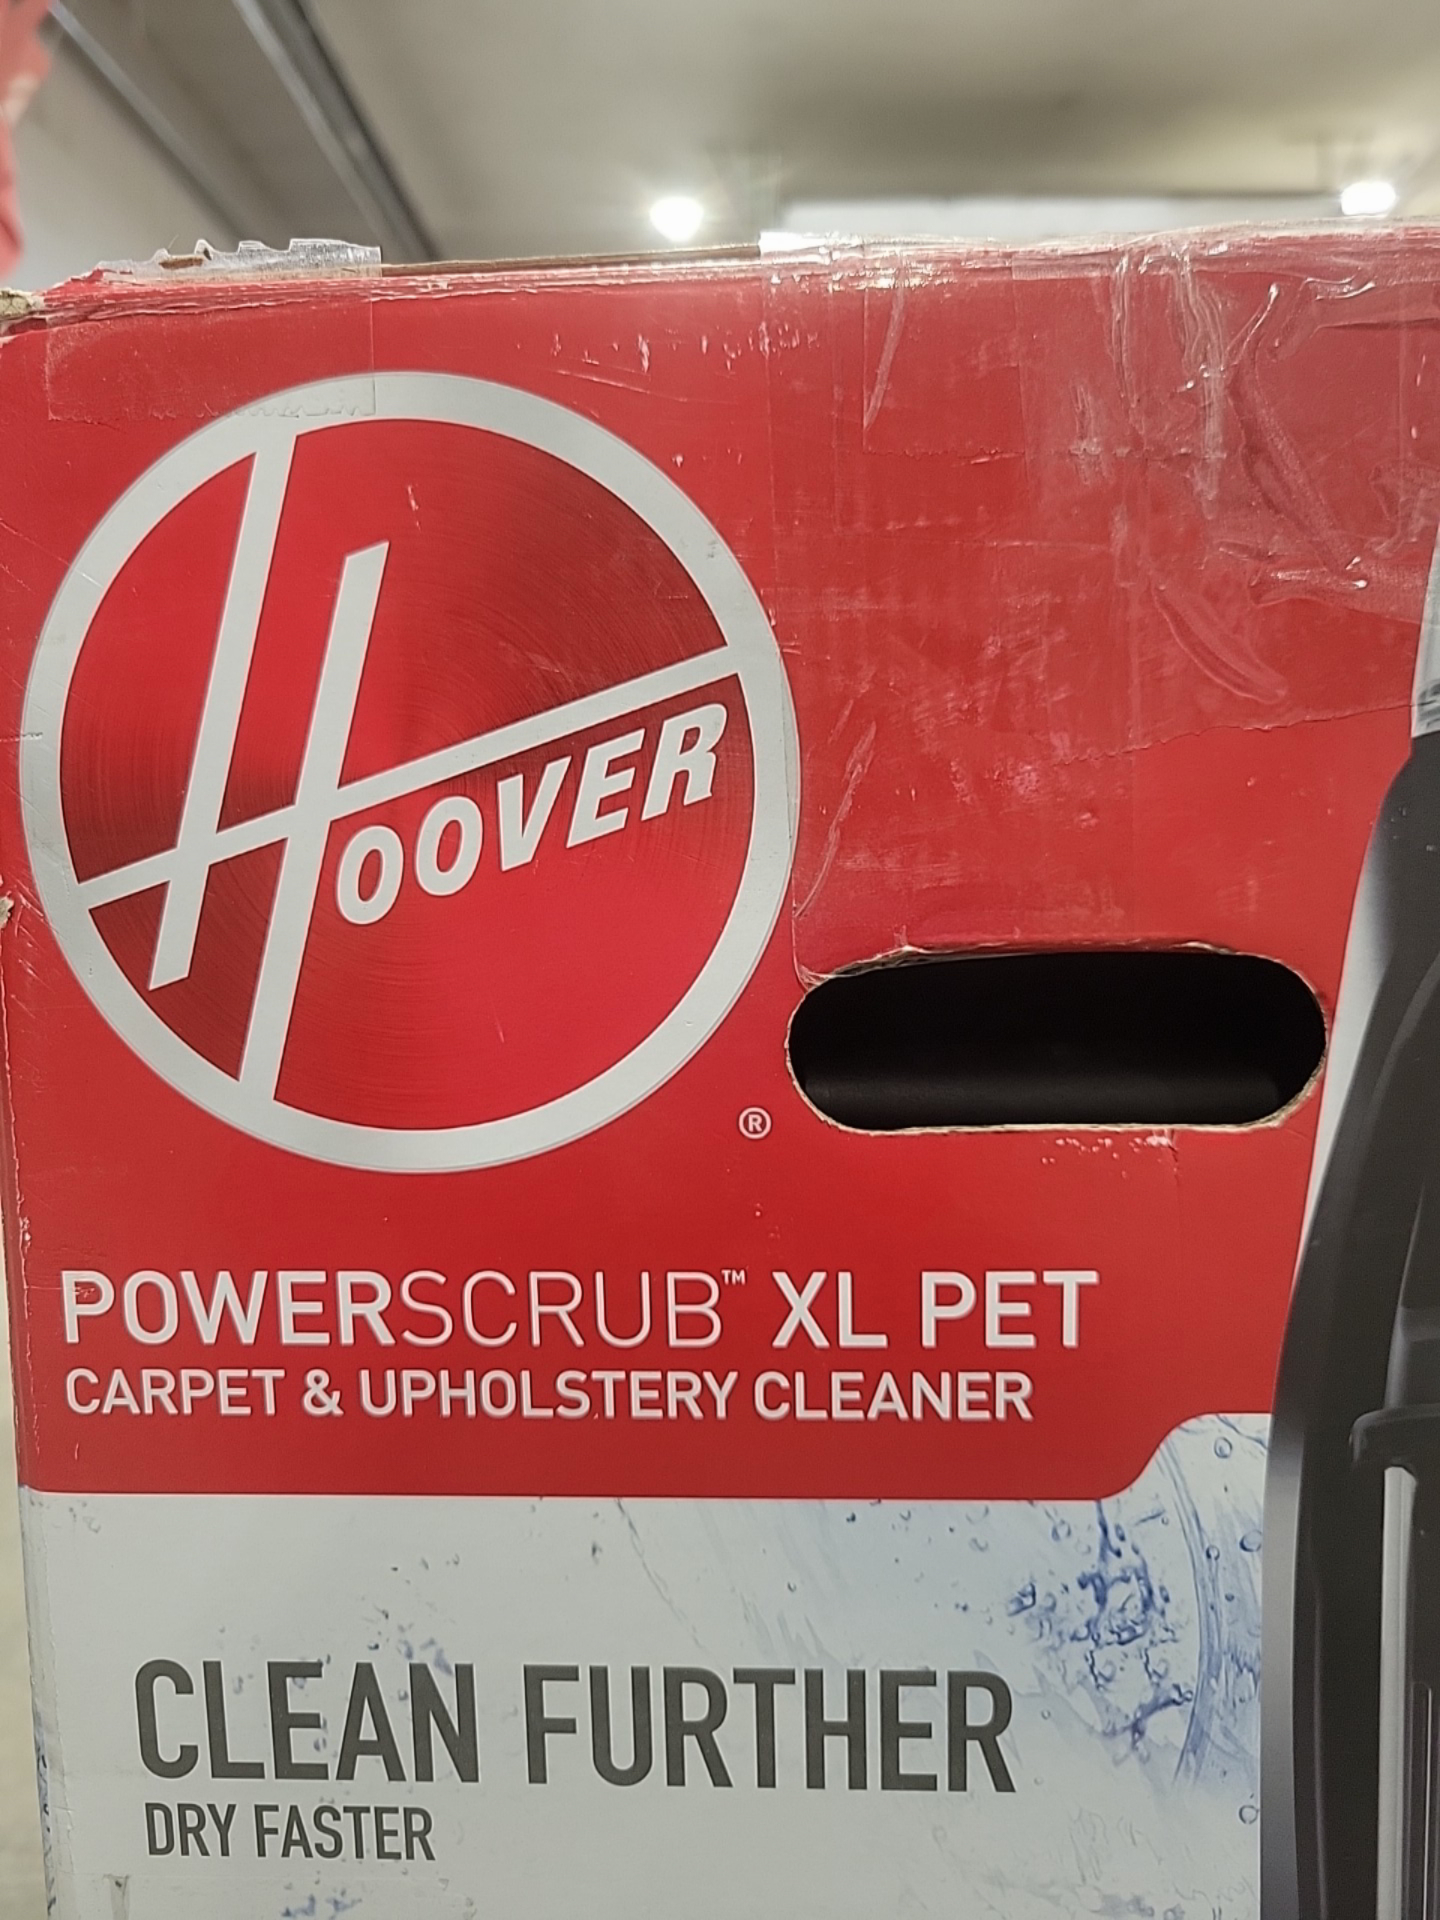 HOOVER
®
POWERSCRUB™ XL PET
CARPET & UPHOLSTERY CLEANER
CLEAN FURTHER
DRY FASTER